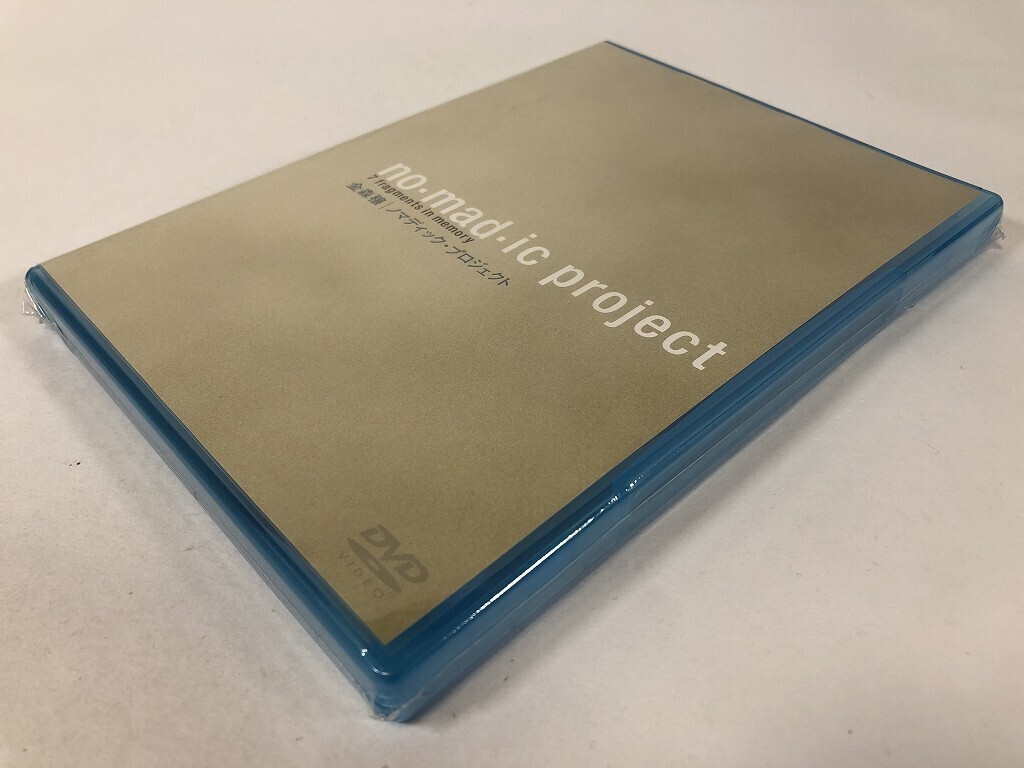 no·mad·ic project
7 fragments in memory
金森穣 / ノマディック・プロジェクト
DVD
VIDEO